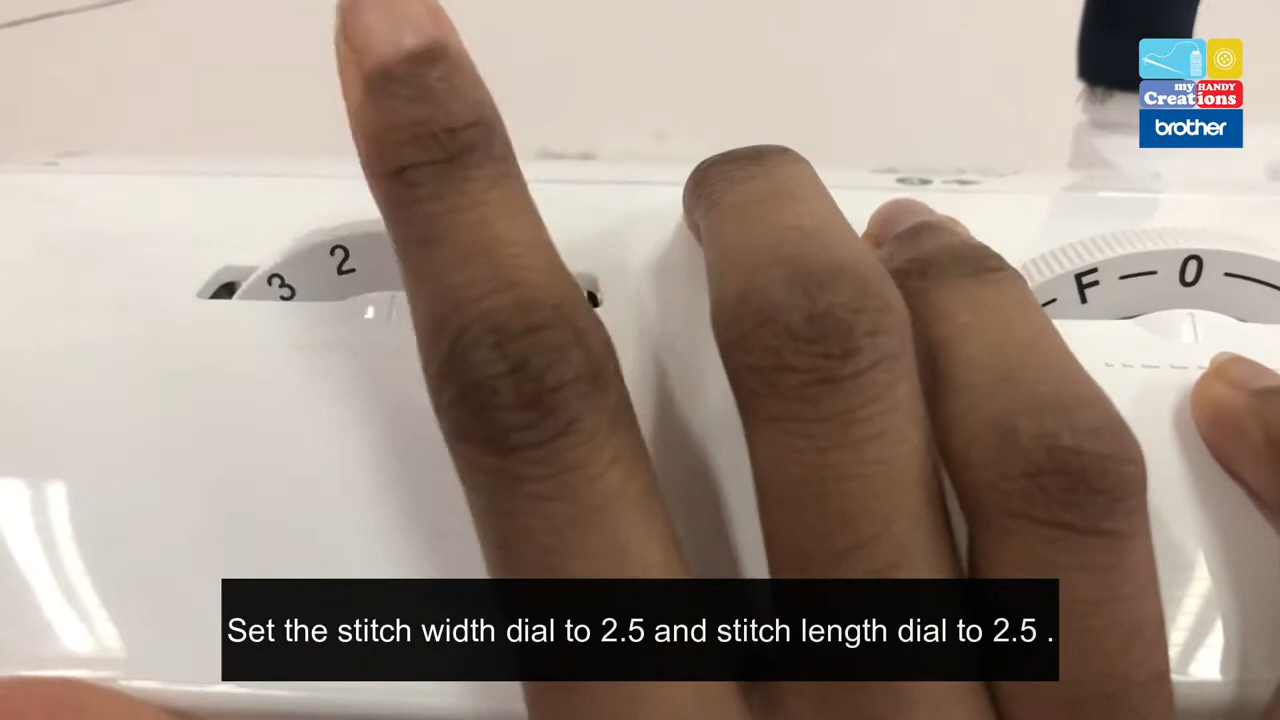 my HANDY
Creations
brother
3 2
F — 0 —
Set the stitch width dial to 2.5 and stitch length dial to 2.5 .